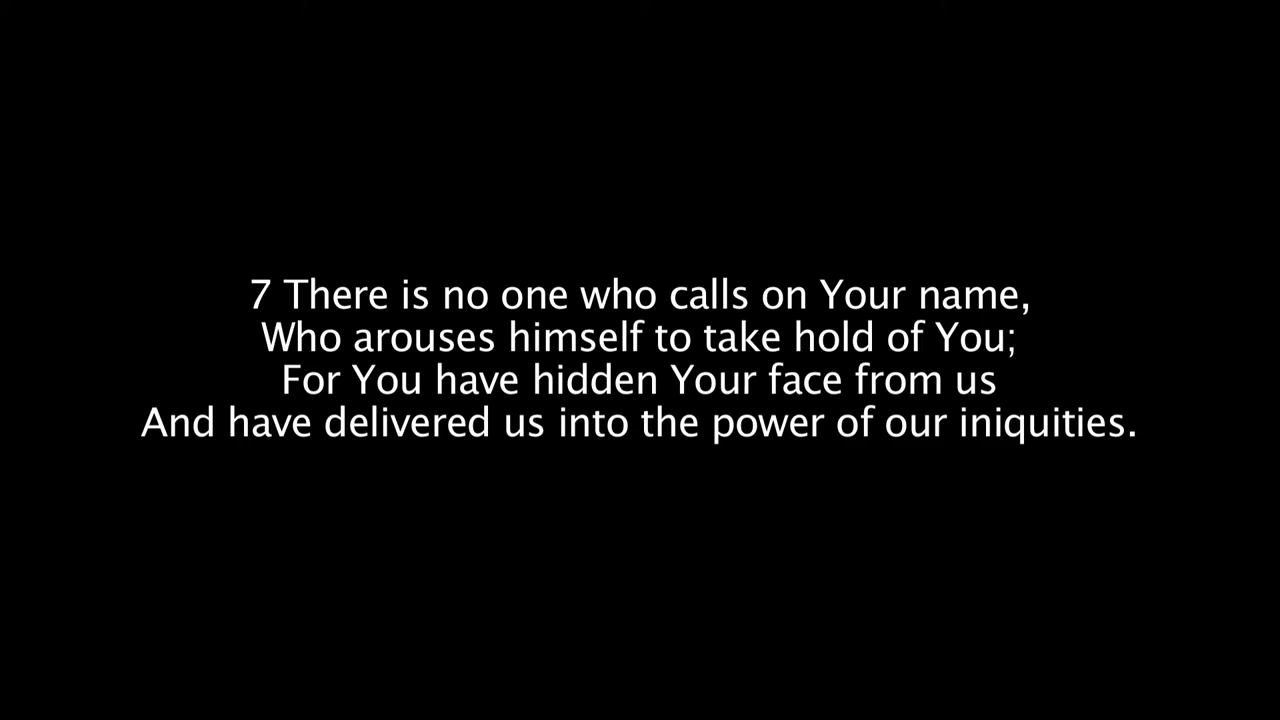 7 There is no one who calls on Your name,
Who arouses himself to take hold of You;
For You have hidden Your face from us
And have delivered us into the power of our iniquities.